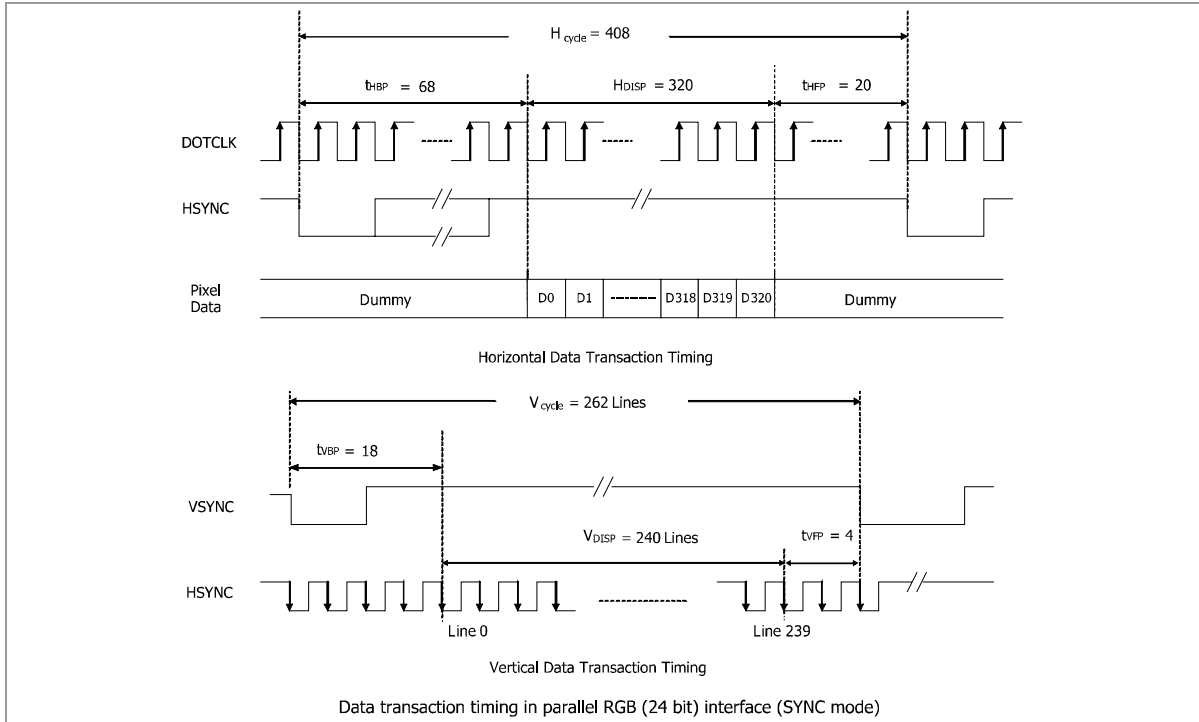 H cycle = 408
tHBP = 68 HDISP = 320 tHFP = 20
DOTCLK
HSYNC
Pixel Data Dummy D0 D1 D318 D319 D320 Dummy
Horizontal Data Transaction Timing
V cycle = 262 Lines
tVBP = 18
VSYNC
VDISP = 240 Lines tVFP = 4
HSYNC
Line 0 Line 239
Vertical Data Transaction Timing
Data transaction timing in parallel RGB (24 bit) interface (SYNC mode)